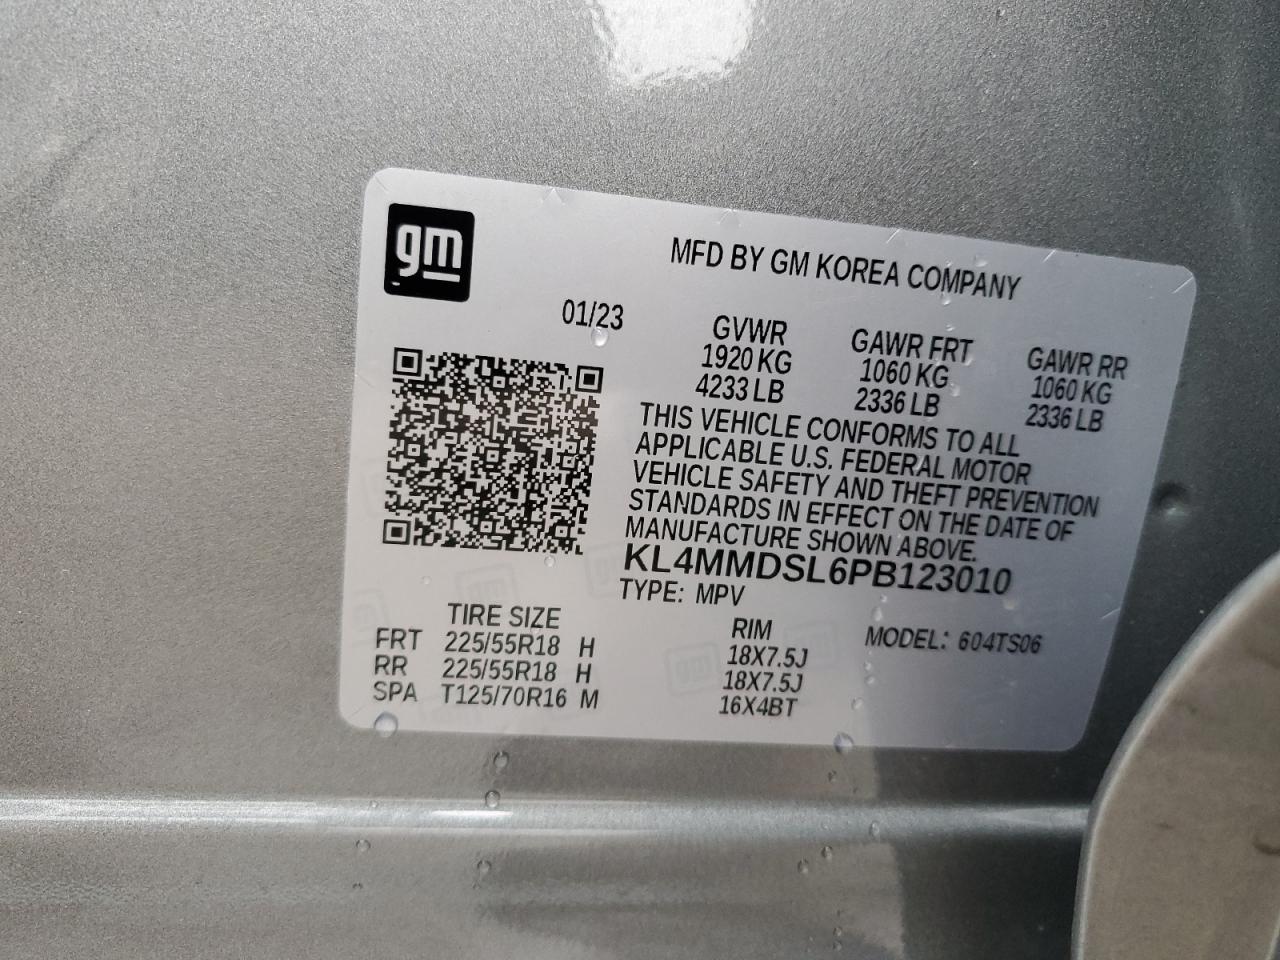 gm
MFD BY GM KOREA COMPANY
01/23
GVWR GAWR FRT GAWR RR
1920 KG 1060 KG 1060 KG
4233 LB 2336 LB 2336 LB
THIS VEHICLE CONFORMS TO ALL
APPLICABLE U.S. FEDERAL MOTOR
VEHICLE SAFETY AND THEFT PREVENTION
STANDARDS IN EFFECT ON THE DATE OF
MANUFACTURE SHOWN ABOVE.
KL4MMDSL6PB123010
TYPE: MPV
MODEL: 604TS06
TIRE SIZE RIM
FRT 225/55R18 H 18X7.5J
RR 225/55R18 H 18X7.5J
SPA T125/70R16 M 16X4BT
gm